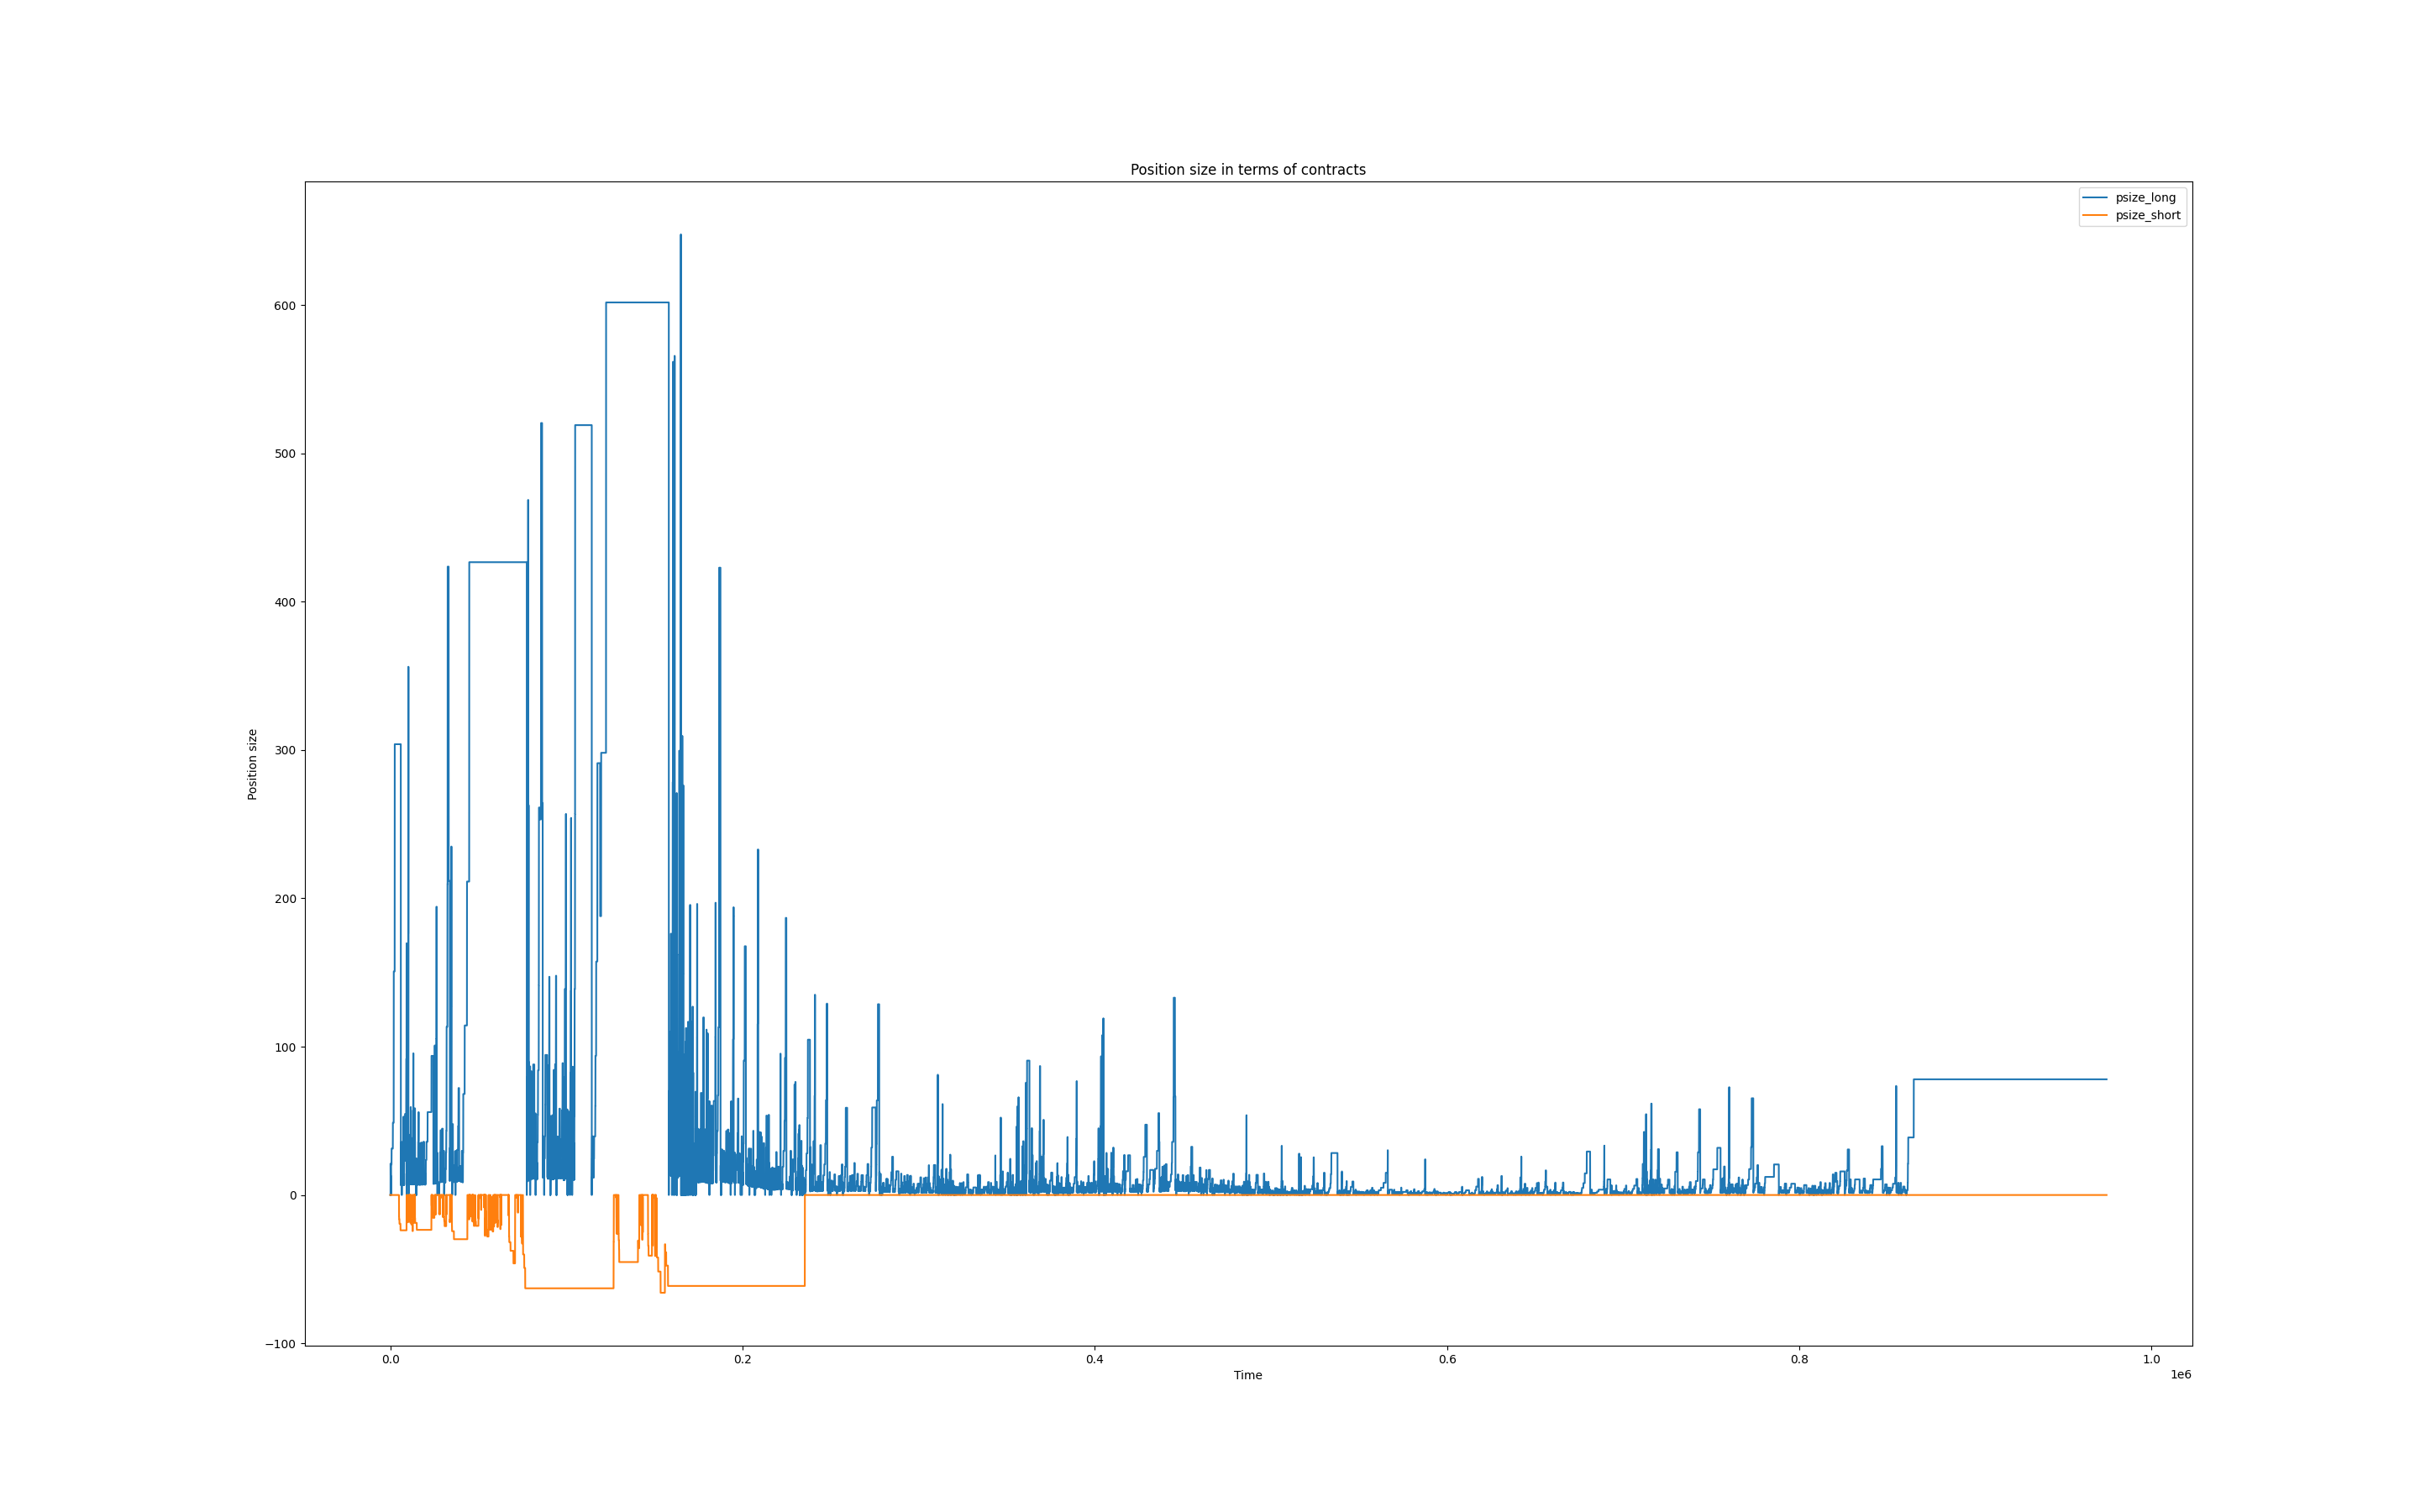 Position size in terms of contracts
psize_long
psize_short
600
500
400
300
200
100
0
−100
Position size
0.0
0.2
0.4
0.6
0.8
1.0
Time
1e6